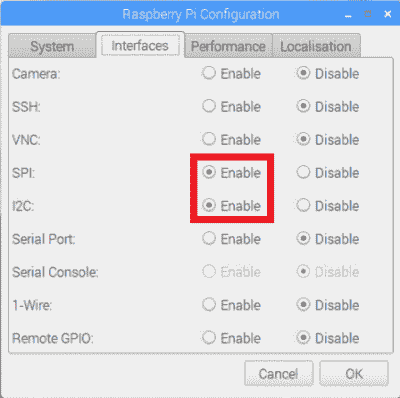 Raspberry Pi Configuration
System Interfaces Performance Localisation
Camera: Enable Disable
SSH: Enable Disable
VNC: Enable Disable
SPI: Enable Disable
I2C: Enable Disable
Serial Port: Enable Disable
Serial Console: Enable Disable
1-Wire: Enable Disable
Remote GPIO: Enable Disable
Cancel OK